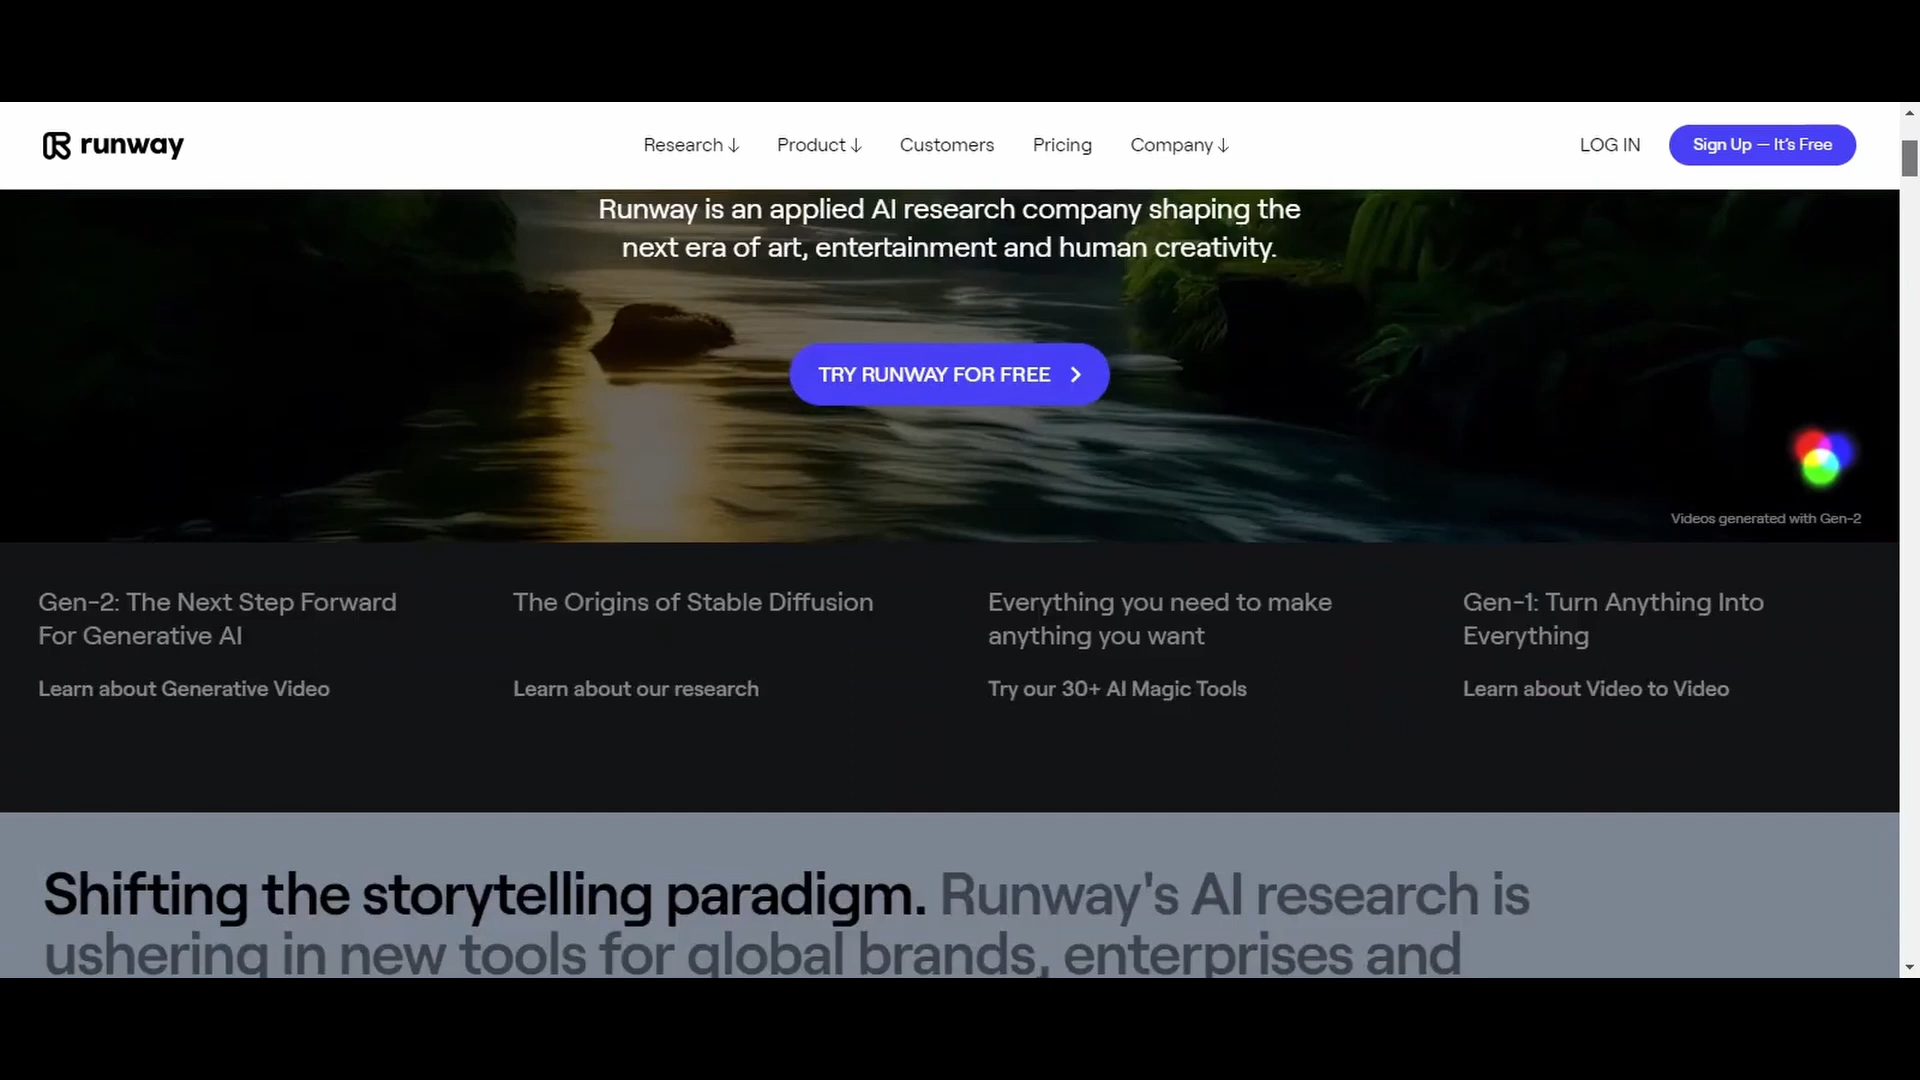 runway
Research ↓ Product ↓ Customers Pricing Company ↓
LOG IN
Sign Up — It's Free
Runway is an applied AI research company shaping the
next era of art, entertainment and human creativity.
TRY RUNWAY FOR FREE >
Videos generated with Gen-2
Gen-2: The Next Step Forward
For Generative AI
Learn about Generative Video
The Origins of Stable Diffusion
Learn about our research
Everything you need to make
anything you want
Try our 30+ AI Magic Tools
Gen-1: Turn Anything Into
Everything
Learn about Video to Video
Shifting the storytelling paradigm. Runway's AI research is
ushering in new tools for global brands, enterprises and